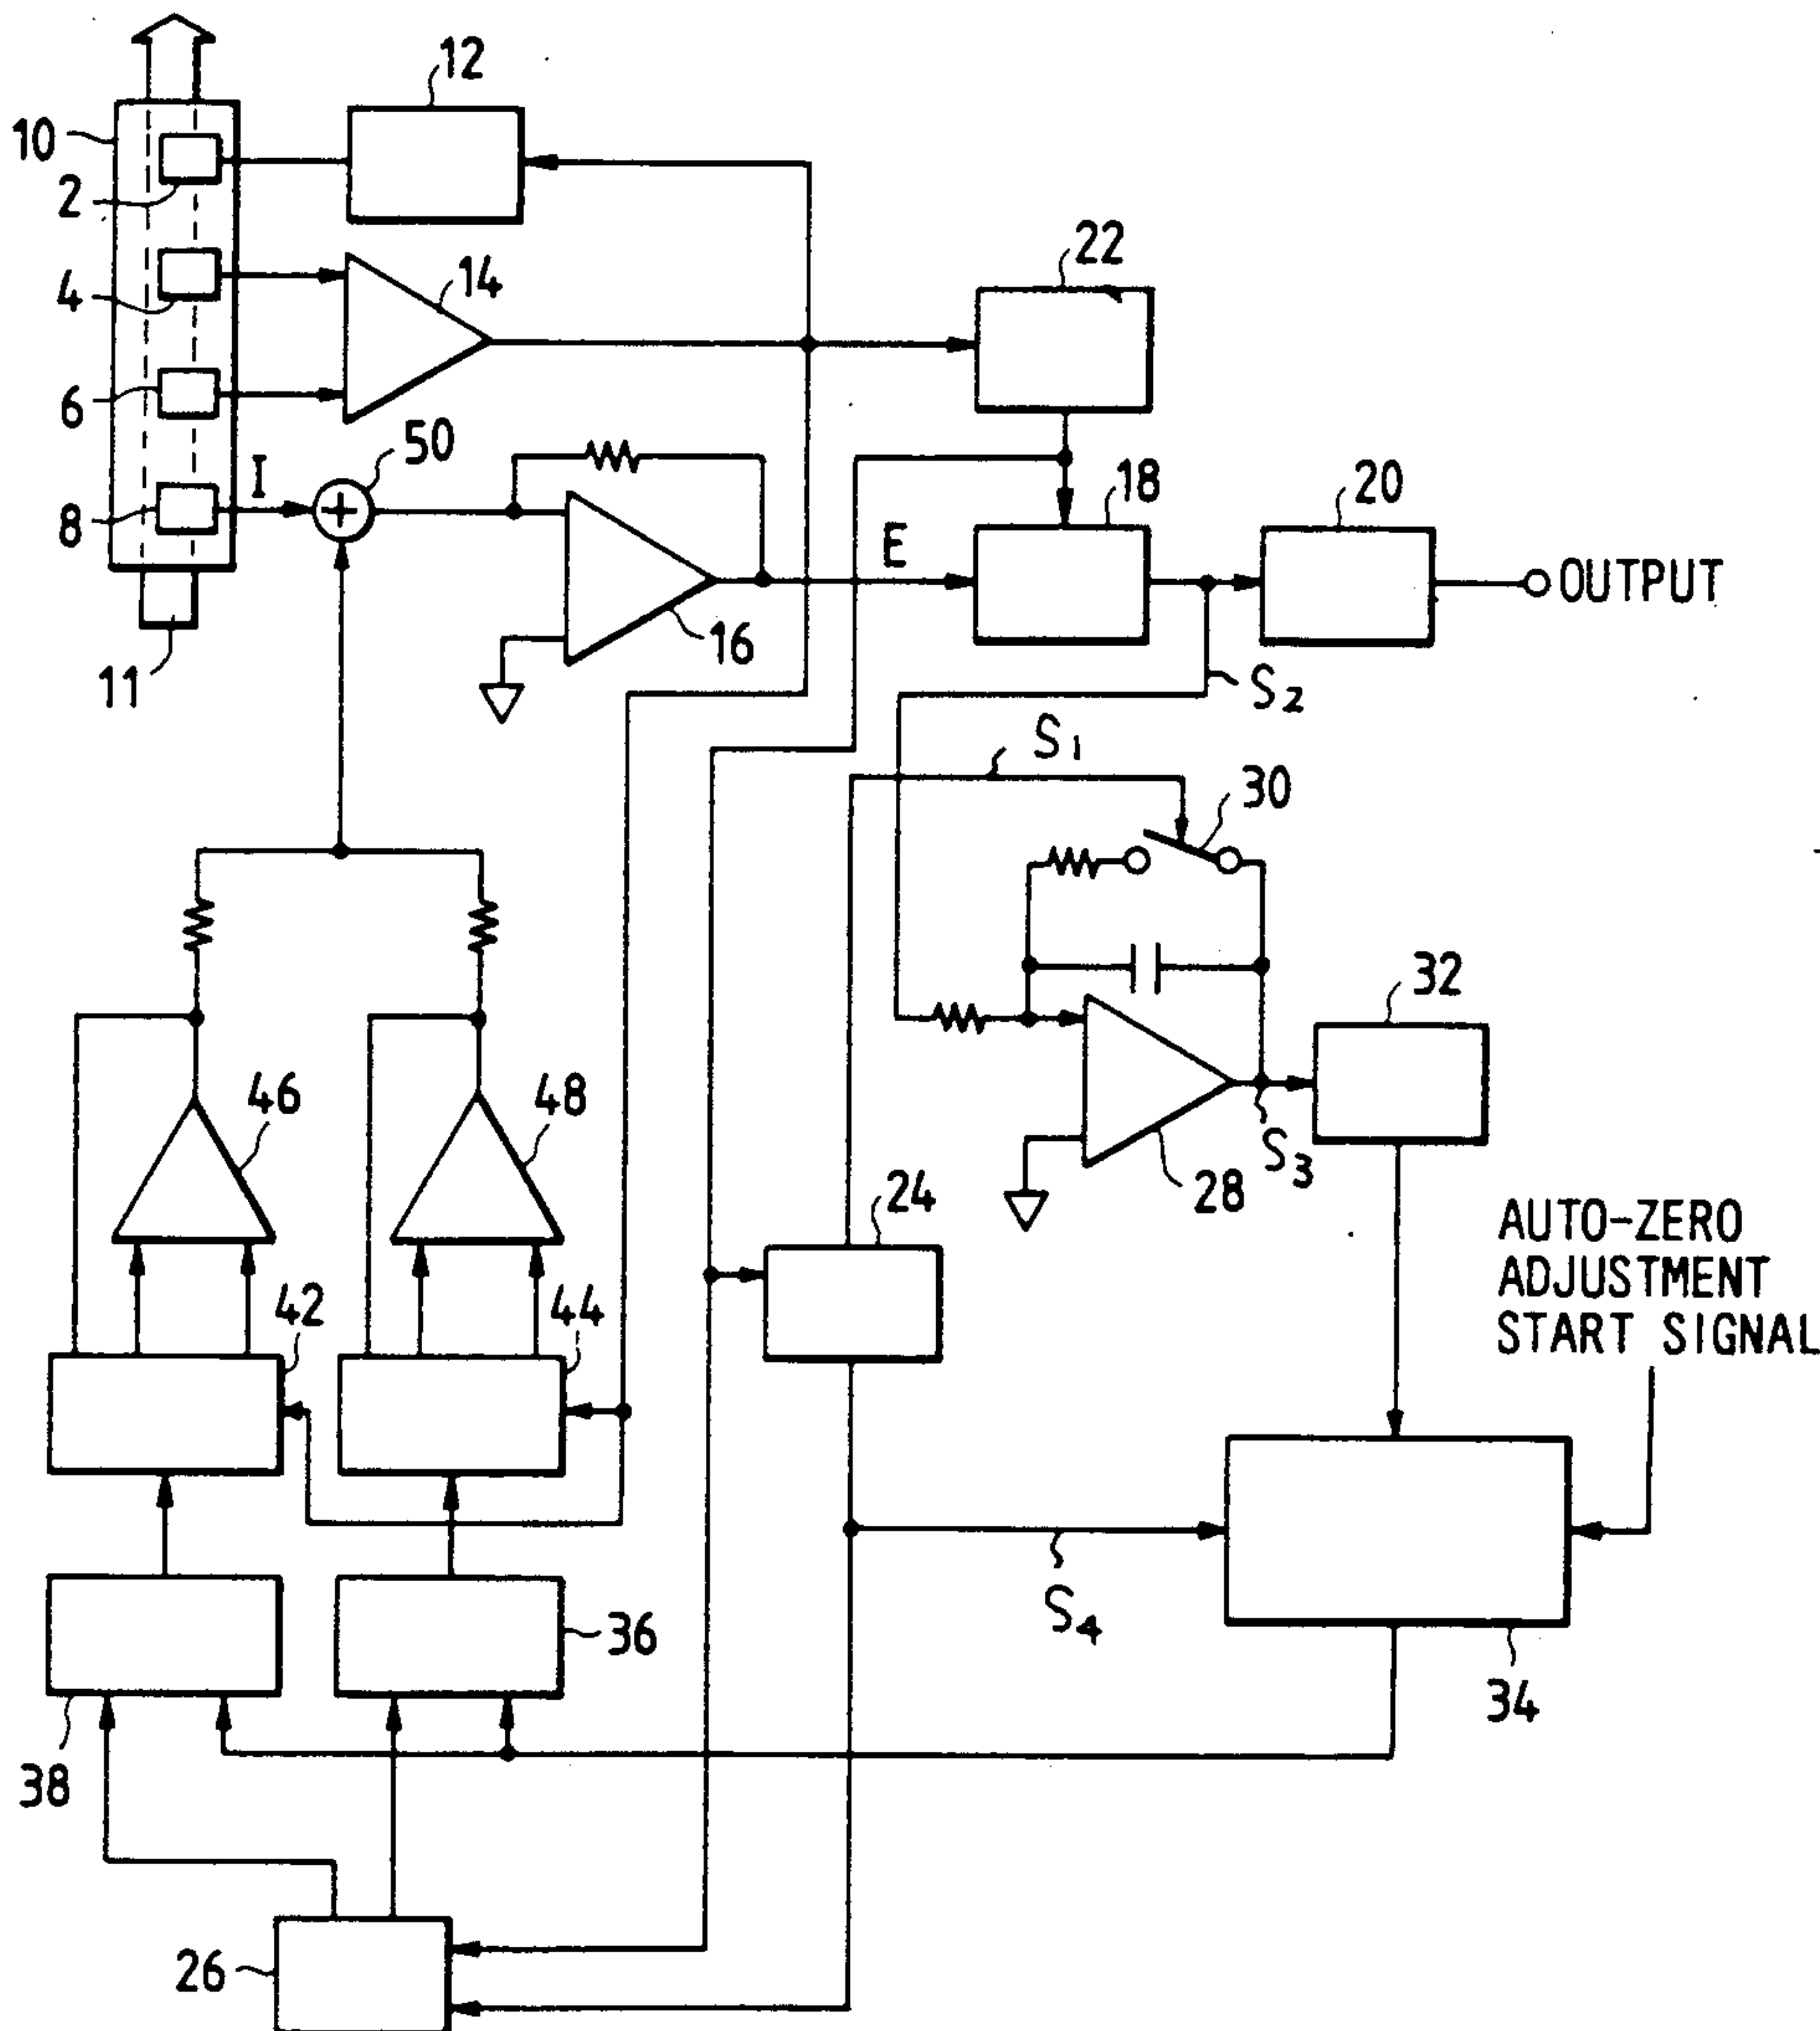 12
10
2
22
14
4
6
50
I
18
20
8
E
OUTPUT
16
11
S2
S1
30
32
46
48
S3
28
24
AUTO-ZERO
ADJUSTMENT
START SIGNAL
42
44
S4
36
34
38
26